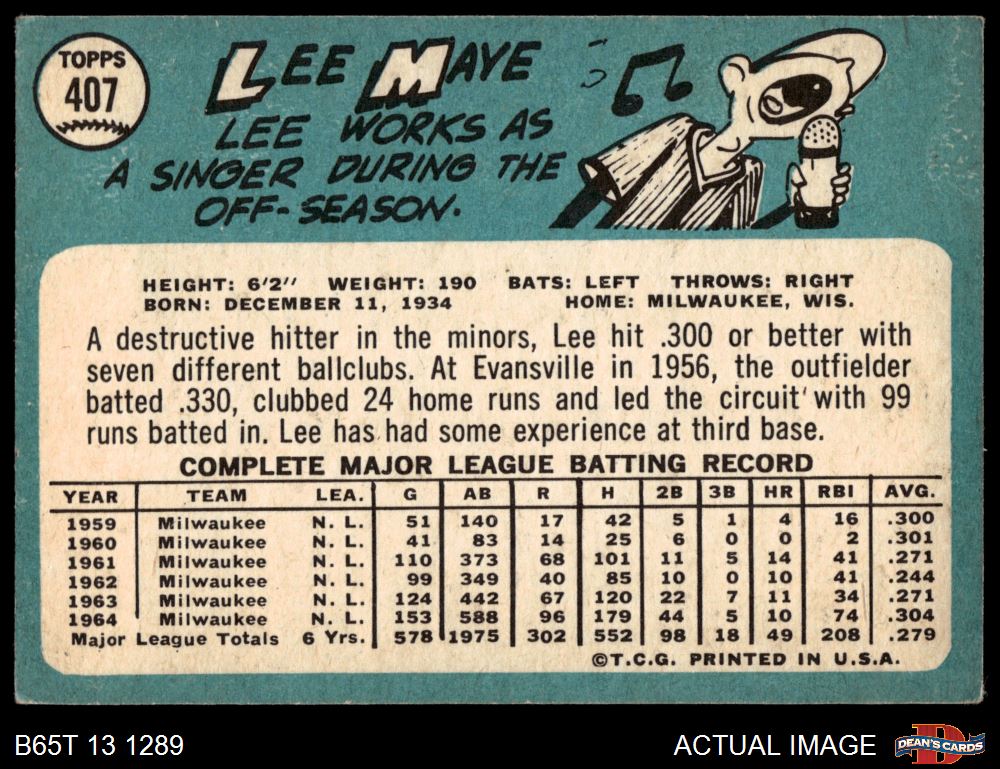 TOPPS
407
LEE MAYE
LEE WORKS AS
A SINGER DURING THE
OFF-SEASON.
HEIGHT: 6'2" WEIGHT: 190 BATS: LEFT THROWS: RIGHT
BORN: DECEMBER 11, 1934 HOME: MILWAUKEE, WIS.
A destructive hitter in the minors, Lee hit .300 or better with
seven different ballclubs. At Evansville in 1956, the outfielder
batted .330, clubbed 24 home runs and led the circuit with 99
runs batted in. Lee has had some experience at third base.
COMPLETE MAJOR LEAGUE BATTING RECORD
YEAR TEAM LEA. G AB R H 2B 3B HR RBI AVG.
1959 Milwaukee N. L. 51 140 17 42 5 1 4 16 .300
1960 Milwaukee N. L. 41 83 14 25 6 0 0 2 .301
1961 Milwaukee N. L. 110 373 68 101 11 5 14 41 .271
1962 Milwaukee N. L. 99 349 40 85 10 0 10 41 .244
1963 Milwaukee N. L. 124 442 67 120 22 7 11 34 .271
1964 Milwaukee N. L. 153 588 96 179 44 5 10 74 .304
Major League Totals 6 Yrs. 578 1975 302 552 98 18 49 208 .279
©T.C.G. PRINTED IN U.S.A.
B65T 13 1289
ACTUAL IMAGE
D
DEAN'S CARDS